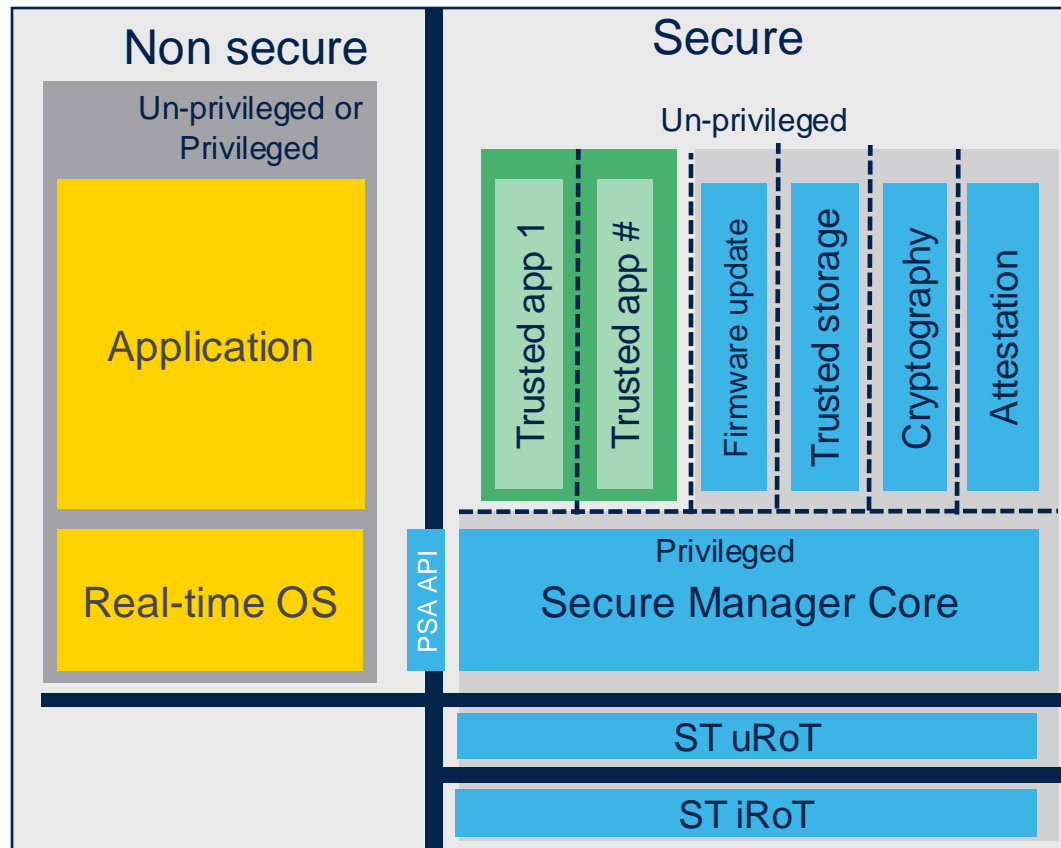 Non secure
Un-privileged or
Privileged
Application
Real-time OS
PSA API
Secure
Un-privileged
Trusted app 1
Trusted app #
Firmware update
Trusted storage
Cryptography
Attestation
Privileged
Secure Manager Core
ST uRoT
ST iRoT